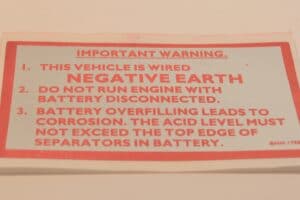 IMPORTANT WARNING.
1. THIS VEHICLE IS WIRED
NEGATIVE EARTH
2. DO NOT RUN ENGINE WITH
BATTERY DISCONNECTED.
3. BATTERY OVERFILLING LEADS TO
CORROSION. THE ACID LEVEL MUST
NOT EXCEED THE TOP EDGE OF
SEPARATORS IN BATTERY.